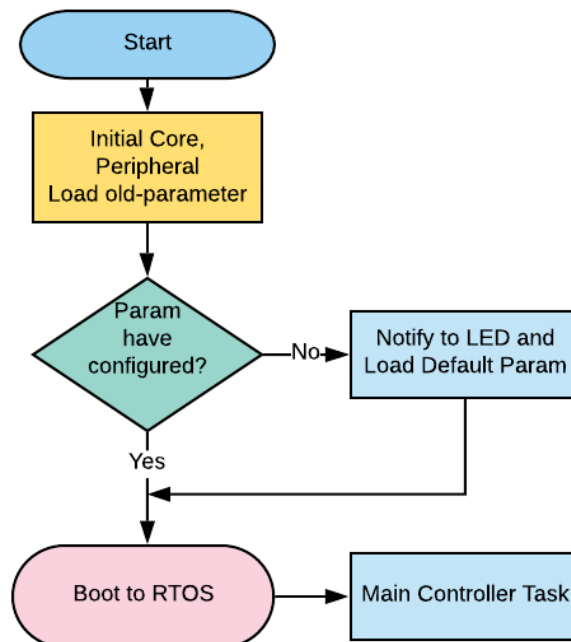 Start
Initial Core,
Peripheral
Load old-parameter
Param
have
configured?
No
Notify to LED and
Load Default Param
Yes
Boot to RTOS
Main Controller Task